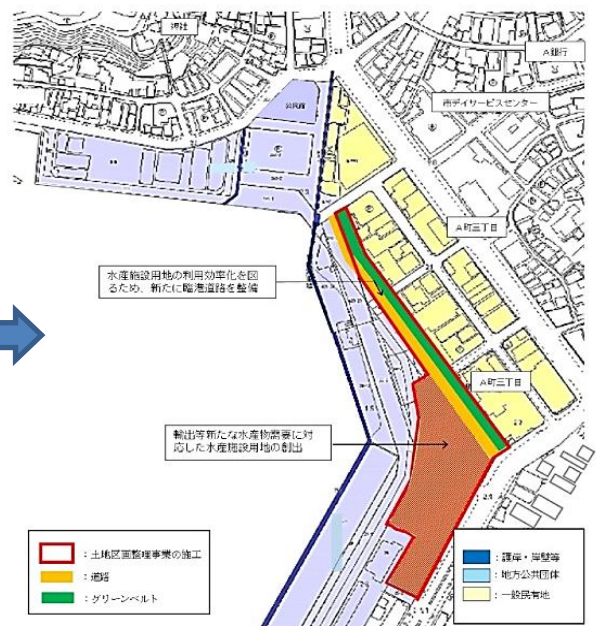 神社
A銀行
公民館
市デイサービスセンター
A町三丁目
水産施設用地の利用効率化を図
るため、新たに臨港道路を整備
A町三丁目
輸出等新たな水産物需要に対
応した水産施設用地の創出
：土地区画整理事業の施工
：道路
：グリーンベルト
：護岸・岸壁等
：地方公共団体
：一般民有地